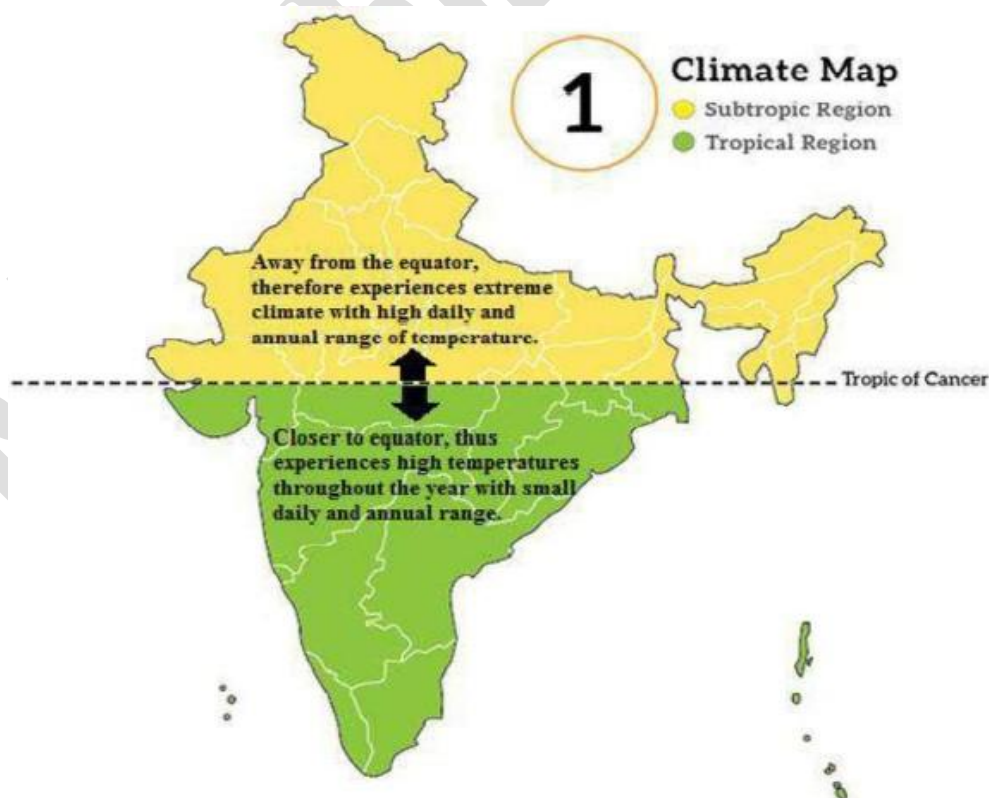 1
Climate Map
Subtropic Region
Tropical Region
Away from the equator,
therefore experiences extreme
climate with high daily and
annual range of temperature.
Tropic of Cancer
Closer to equator, thus
experiences high temperatures
throughout the year with small
daily and annual range.